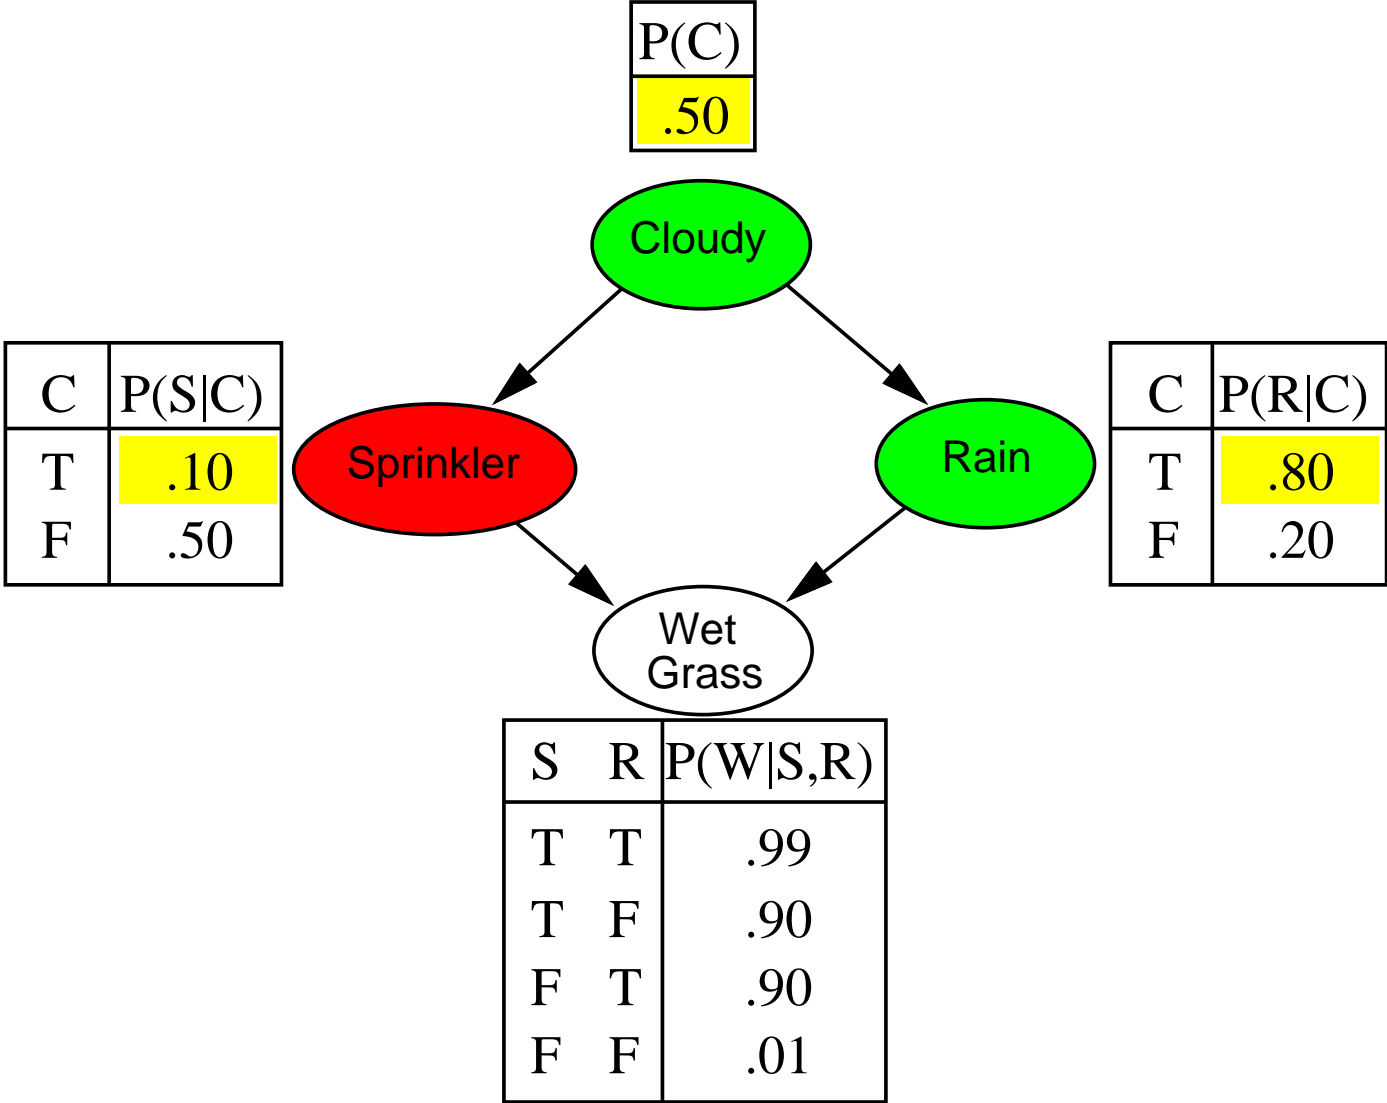 P(C)
.50
Cloudy
C P(S|C)
T .10
F .50
Sprinkler
Rain
C P(R|C)
T .80
F .20
Wet
Grass
S R P(W|S,R)
T T .99
T F .90
F T .90
F F .01